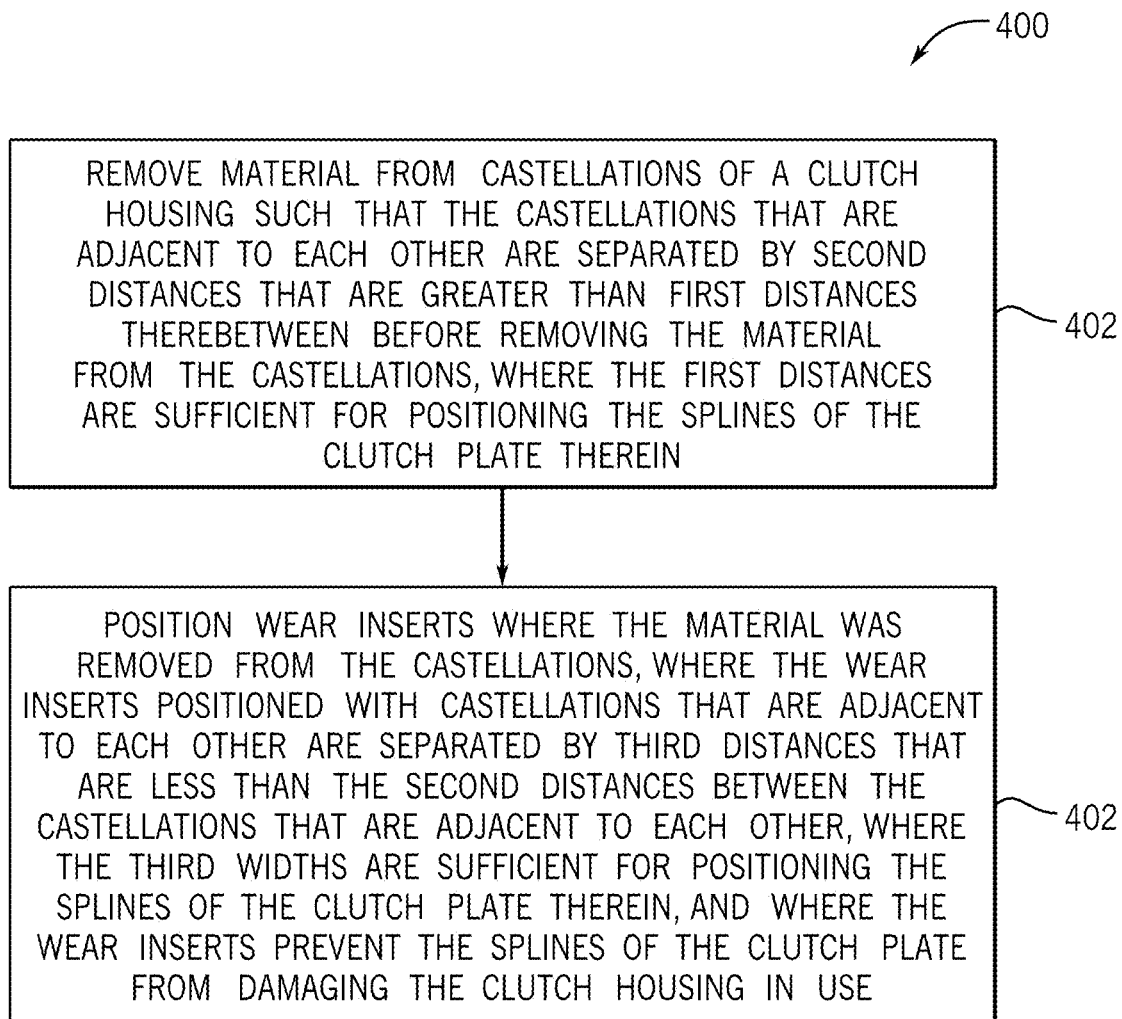 400
REMOVE MATERIAL FROM CASTELLATIONS OF A CLUTCH
HOUSING SUCH THAT THE CASTELLATIONS THAT ARE
ADJACENT TO EACH OTHER ARE SEPARATED BY SECOND
DISTANCES THAT ARE GREATER THAN FIRST DISTANCES
THEREBETWEEN BEFORE REMOVING THE MATERIAL
FROM THE CASTELLATIONS, WHERE THE FIRST DISTANCES
ARE SUFFICIENT FOR POSITIONING THE SPLINES OF THE
CLUTCH PLATE THEREIN
402
POSITION WEAR INSERTS WHERE THE MATERIAL WAS
REMOVED FROM THE CASTELLATIONS, WHERE THE WEAR
INSERTS POSITIONED WITH CASTELLATIONS THAT ARE ADJACENT
TO EACH OTHER ARE SEPARATED BY THIRD DISTANCES THAT
ARE LESS THAN THE SECOND DISTANCES BETWEEN THE
CASTELLATIONS THAT ARE ADJACENT TO EACH OTHER, WHERE
THE THIRD WIDTHS ARE SUFFICIENT FOR POSITIONING THE
SPLINES OF THE CLUTCH PLATE THEREIN, AND WHERE THE
WEAR INSERTS PREVENT THE SPLINES OF THE CLUTCH PLATE
FROM DAMAGING THE CLUTCH HOUSING IN USE
402